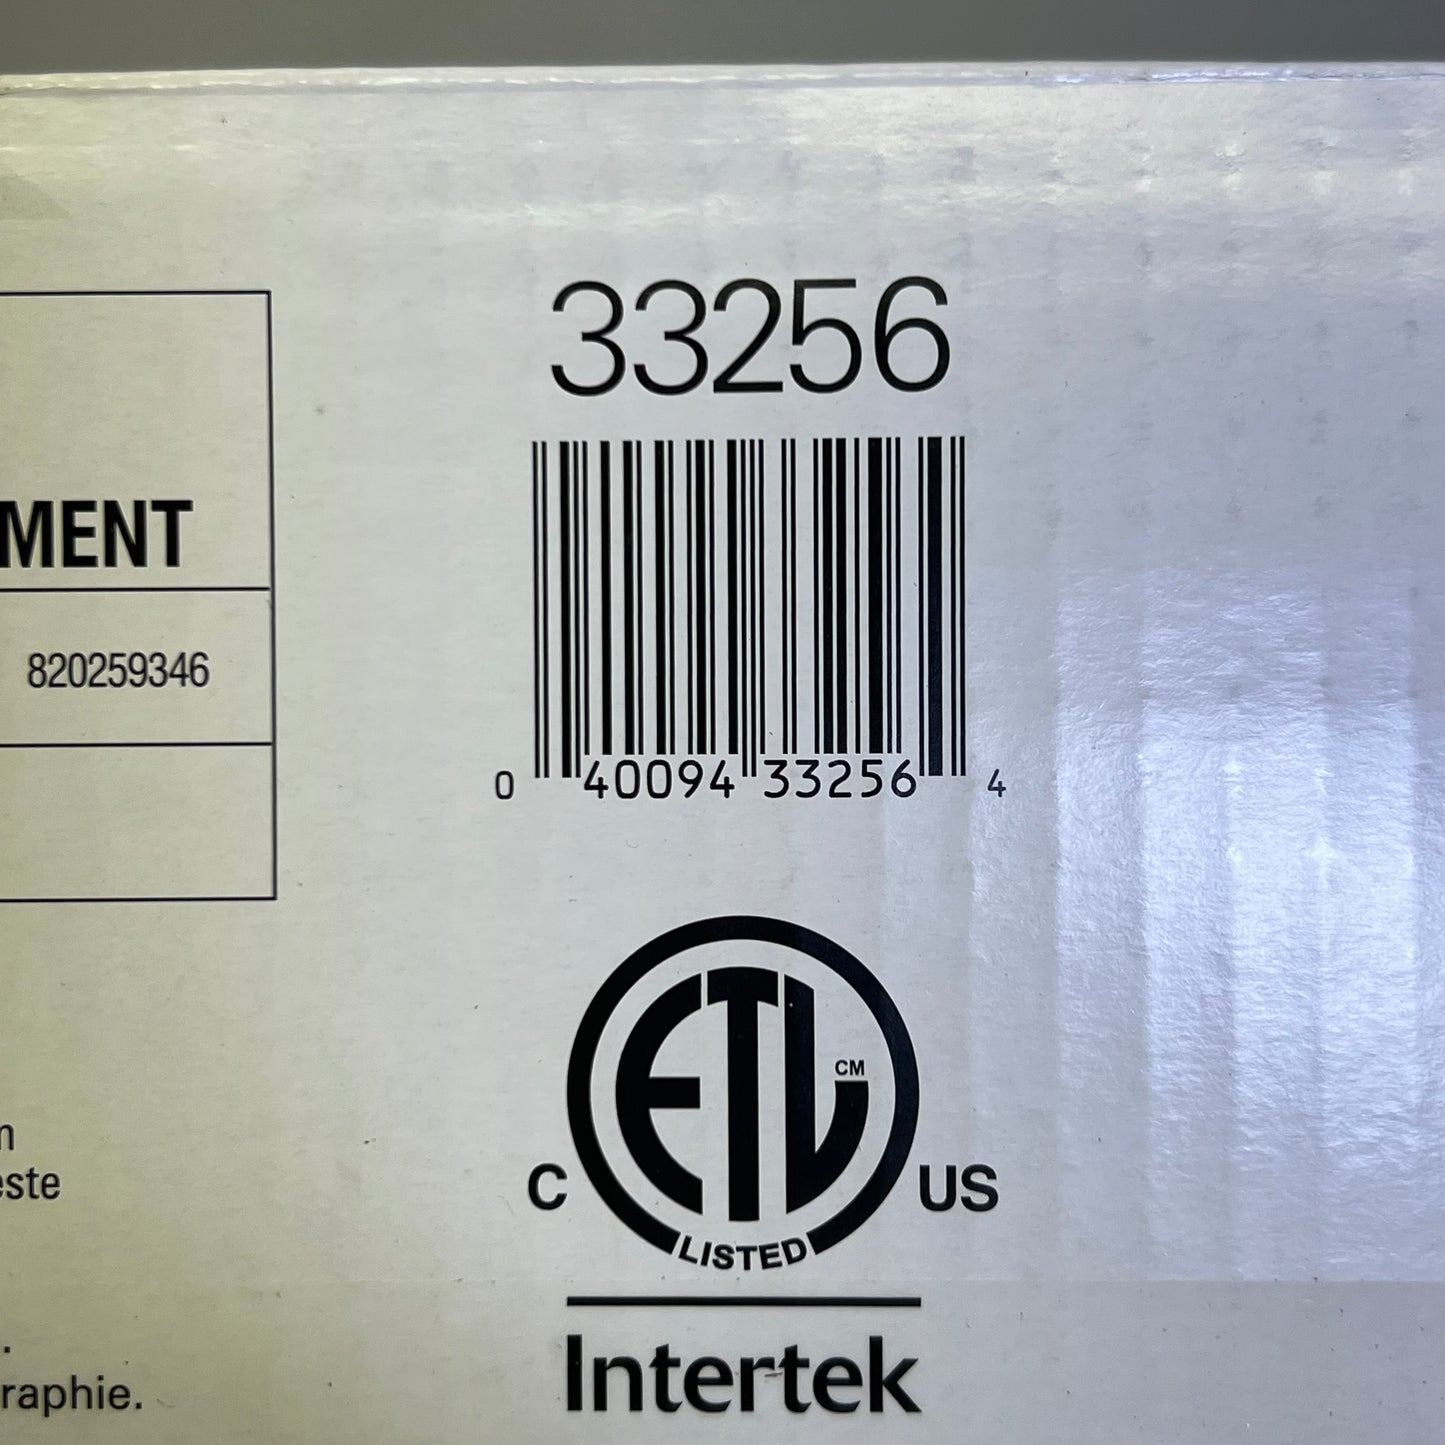 33256
MENT
820259346
0 40094 33256 4
ETL CM
C US
LISTED
este
.
raphie.
Intertek